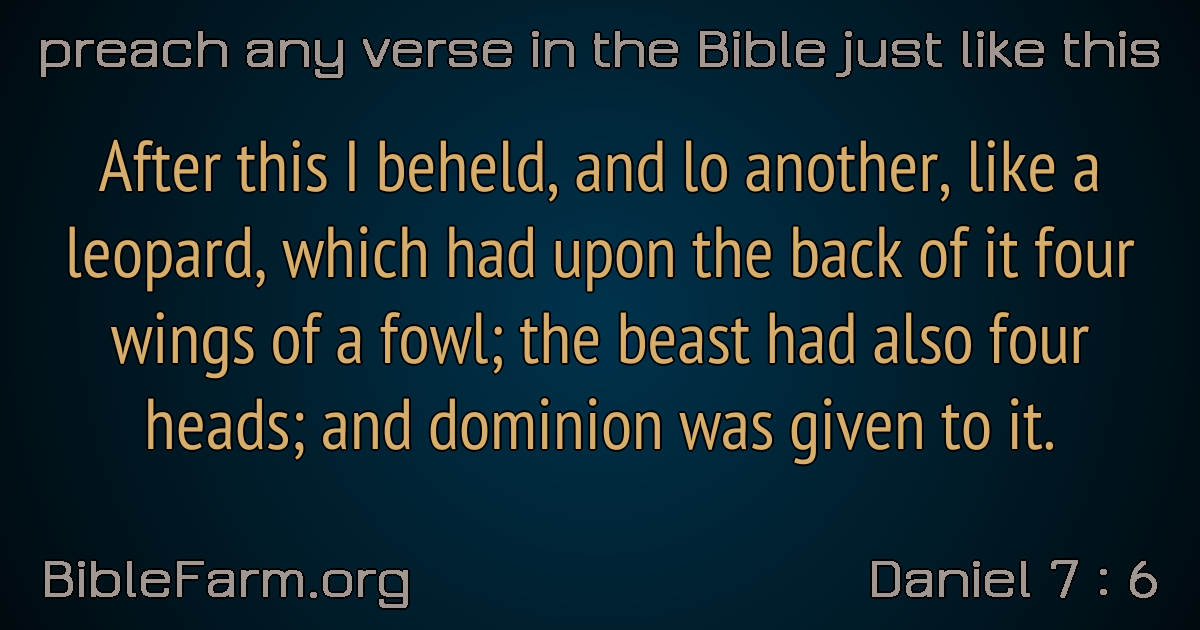 preach any verse in the Bible just like this
After this I beheld, and lo another, like a
leopard, which had upon the back of it four
wings of a fowl; the beast had also four
heads; and dominion was given to it.
BibleFarm.org
Daniel 7 : 6